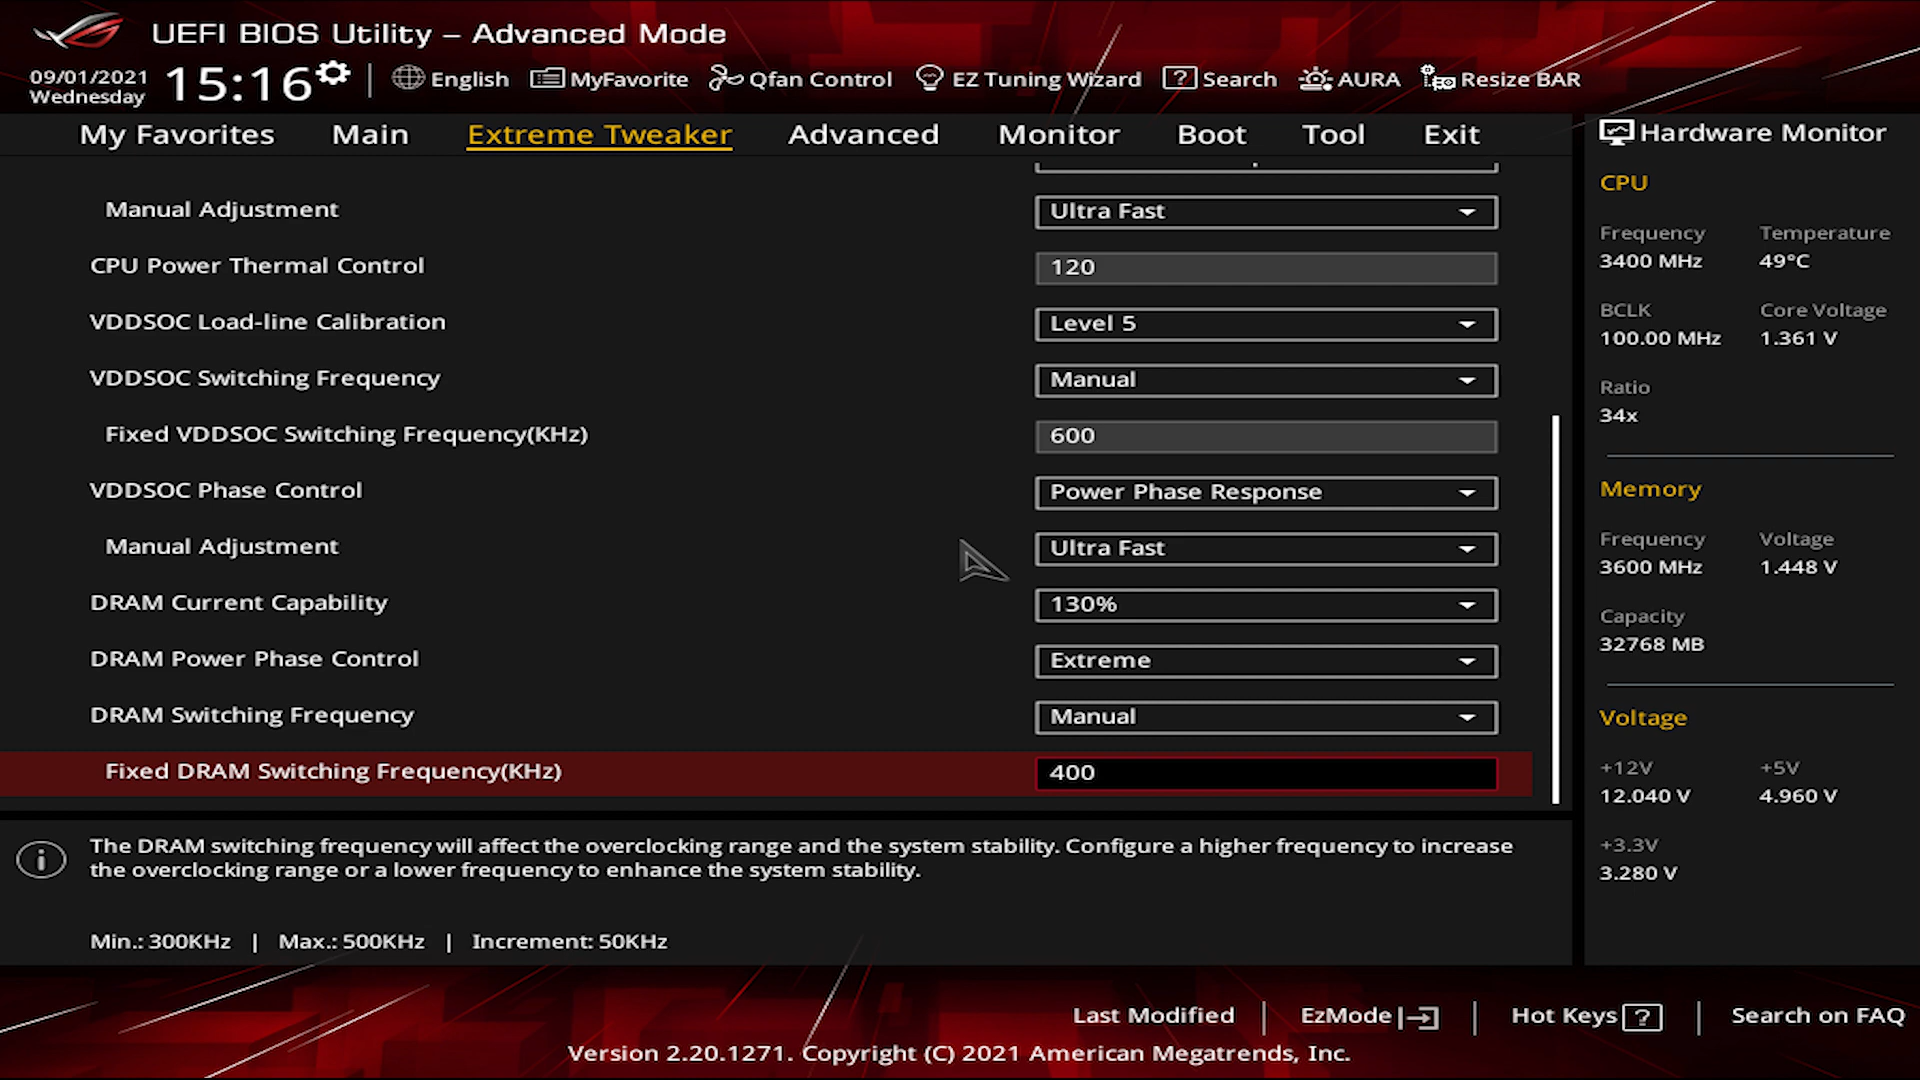 UEFI BIOS Utility – Advanced Mode
09/01/2021
Wednesday
15:16
English
MyFavorite
Qfan Control
EZ Tuning Wizard
? Search
AURA
Resize BAR
My Favorites
Main
Extreme Tweaker
Advanced
Monitor
Boot
Tool
Exit
Manual Adjustment
Ultra Fast
CPU Power Thermal Control
120
VDDSOC Load-line Calibration
Level 5
VDDSOC Switching Frequency
Manual
Fixed VDDSOC Switching Frequency(KHz)
600
VDDSOC Phase Control
Power Phase Response
Manual Adjustment
Ultra Fast
DRAM Current Capability
130%
DRAM Power Phase Control
Extreme
DRAM Switching Frequency
Manual
Fixed DRAM Switching Frequency(KHz)
400
The DRAM switching frequency will affect the overclocking range and the system stability. Configure a higher frequency to increase
the overclocking range or a lower frequency to enhance the system stability.
Min.: 300KHz | Max.: 500KHz | Increment: 50KHz
Hardware Monitor
CPU
Frequency Temperature
3400 MHz 49°C
BCLK Core Voltage
100.00 MHz 1.361 V
Ratio
34x
Memory
Frequency Voltage
3600 MHz 1.448 V
Capacity
32768 MB
Voltage
+12V +5V
12.040 V 4.960 V
+3.3V
3.280 V
Last Modified
EzMode
Hot Keys ?
Search on FAQ
Version 2.20.1271. Copyright (C) 2021 American Megatrends, Inc.